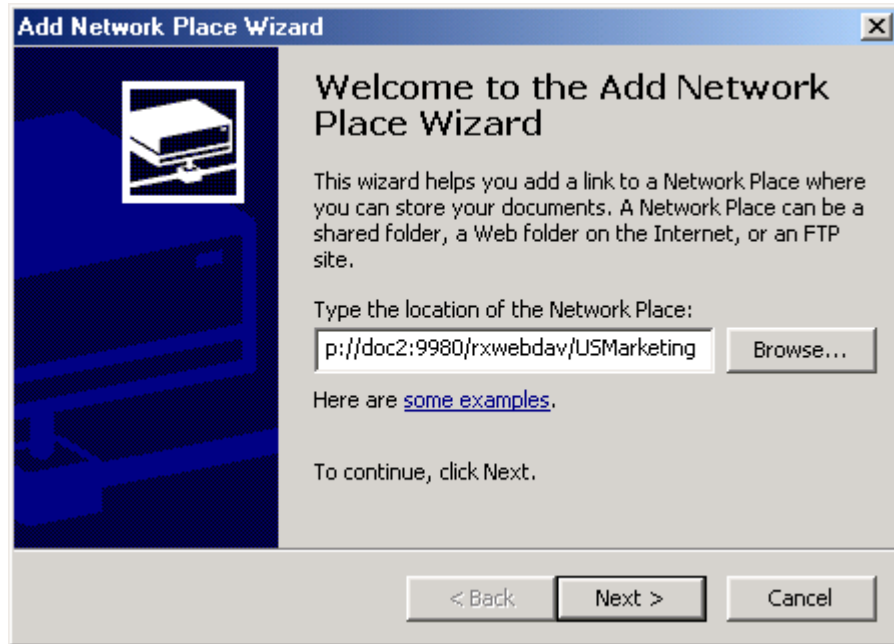 Add Network Place Wizard
Welcome to the Add Network
Place Wizard
This wizard helps you add a link to a Network Place where
you can store your documents. A Network Place can be a
shared folder, a Web folder on the Internet, or an FTP
site.
Type the location of the Network Place:
p://doc2:9980/rxwebdav/USMarketing Browse...
Here are some examples.
To continue, click Next.
< Back Next > Cancel